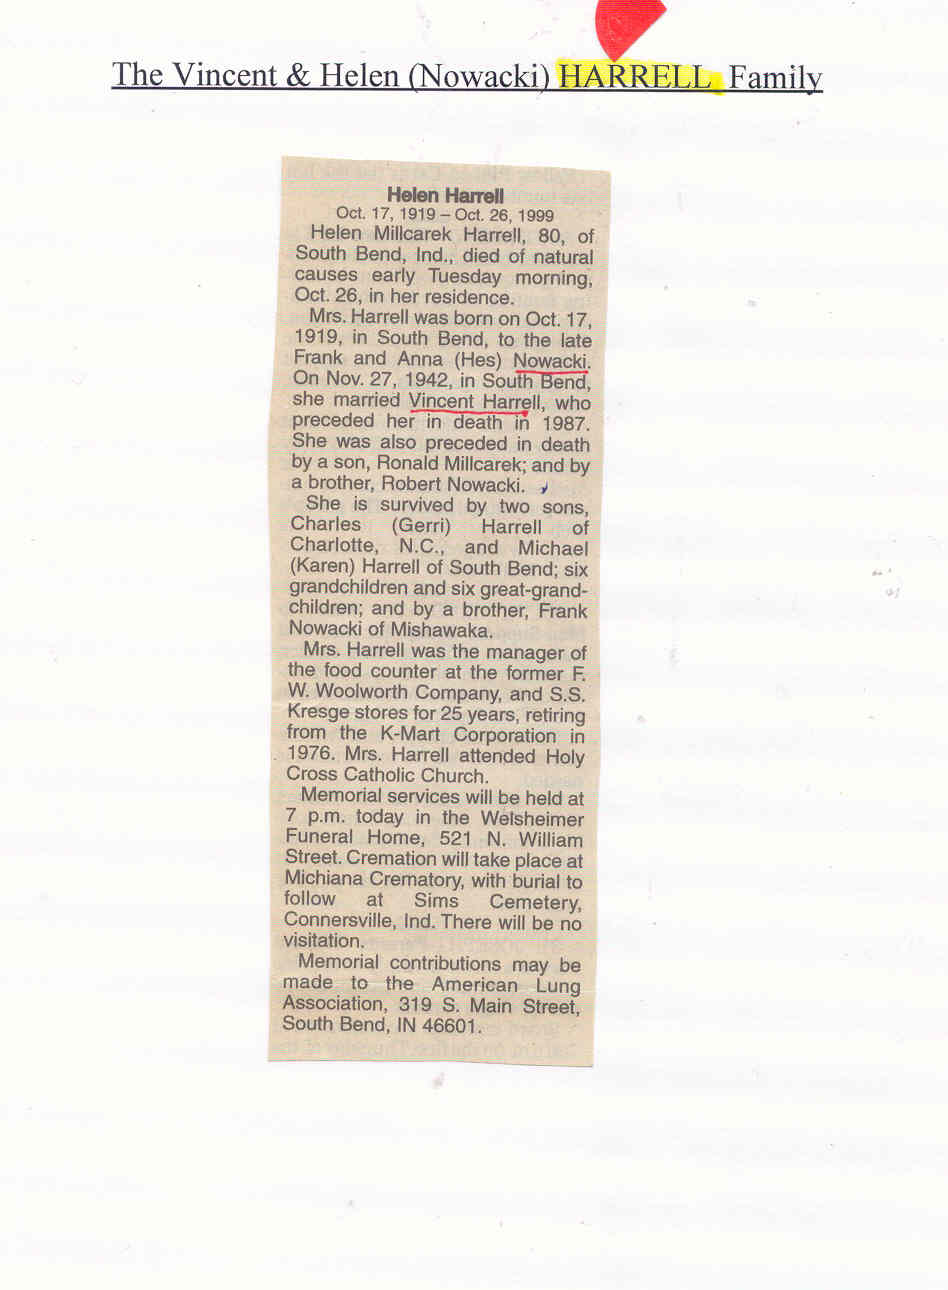 The Vincent & Helen (Nowacki) HARRELL Family
Helen Harrell
Oct. 17, 1919 – Oct. 26, 1999
Helen Millcarek Harrell, 80, of
South Bend, Ind., died of natural
causes early Tuesday morning,
Oct. 26, in her residence.
Mrs. Harrell was born on Oct. 17,
1919, in South Bend, to the late
Frank and Anna (Hes) Nowacki.
On Nov. 27, 1942, in South Bend,
she married Vincent Harrell, who
preceded her in death in 1987.
She was also preceded in death
by a son, Ronald Millcarek; and by
a brother, Robert Nowacki.
She is survived by two sons,
Charles (Gerri) Harrell of
Charlotte, N.C., and Michael
(Karen) Harrell of South Bend; six
grandchildren and six great-grand-
children; and by a brother, Frank
Nowacki of Mishawaka.
Mrs. Harrell was the manager of
the food counter at the former F.
W. Woolworth Company, and S.S.
Kresge stores for 25 years, retiring
from the K-Mart Corporation in
1976. Mrs. Harrell attended Holy
Cross Catholic Church.
Memorial services will be held at
7 p.m. today in the Welsheimer
Funeral Home, 521 N. William
Street. Cremation will take place at
Michiana Crematory, with burial to
follow at Sims Cemetery,
Connersville, Ind. There will be no
visitation.
Memorial contributions may be
made to the American Lung
Association, 319 S. Main Street,
South Bend, IN 46601.